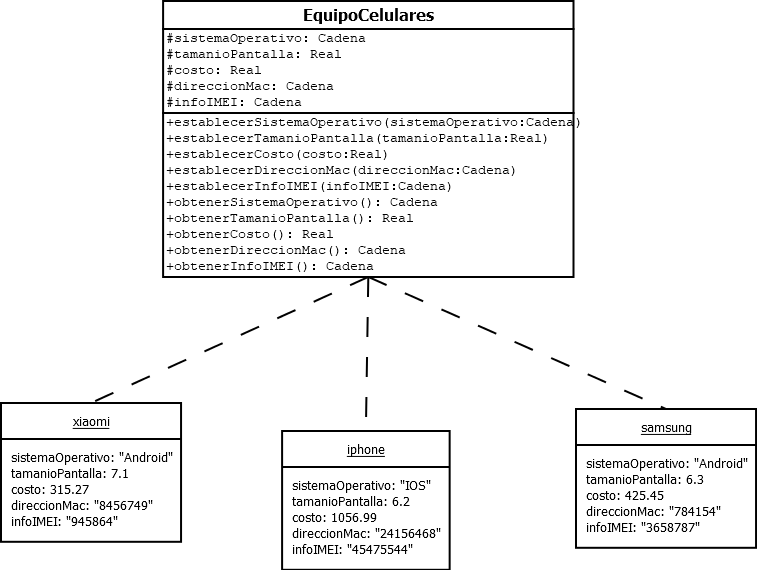 EquipoCelulares
#sistemaOperativo: Cadena
#tamanioPantalla: Real
#costo: Real
#direccionMac: Cadena
#infoIMEI: Cadena
+establecerSistemaOperativo(sistemaOperativo:Cadena)
+establecerTamanioPantalla(tamanioPantalla:Real)
+establecerCosto(costo:Real)
+establecerDireccionMac(direccionMac:Cadena)
+establecerInfoIMEI(infoIMEI:Cadena)
+obtenerSistemaOperativo(): Cadena
+obtenerTamanioPantalla(): Real
+obtenerCosto(): Real
+obtenerDireccionMac(): Cadena
+obtenerInfoIMEI(): Cadena
xiaomi
sistemaOperativo: "Android"
tamanioPantalla: 7.1
costo: 315.27
direccionMac: "8456749"
infoIMEI: "945864"
iphone
sistemaOperativo: "IOS"
tamanioPantalla: 6.2
costo: 1056.99
direccionMac: "24156468"
infoIMEI: "45475544"
samsung
sistemaOperativo: "Android"
tamanioPantalla: 6.3
costo: 425.45
direccionMac: "784154"
infoIMEI: "3658787"